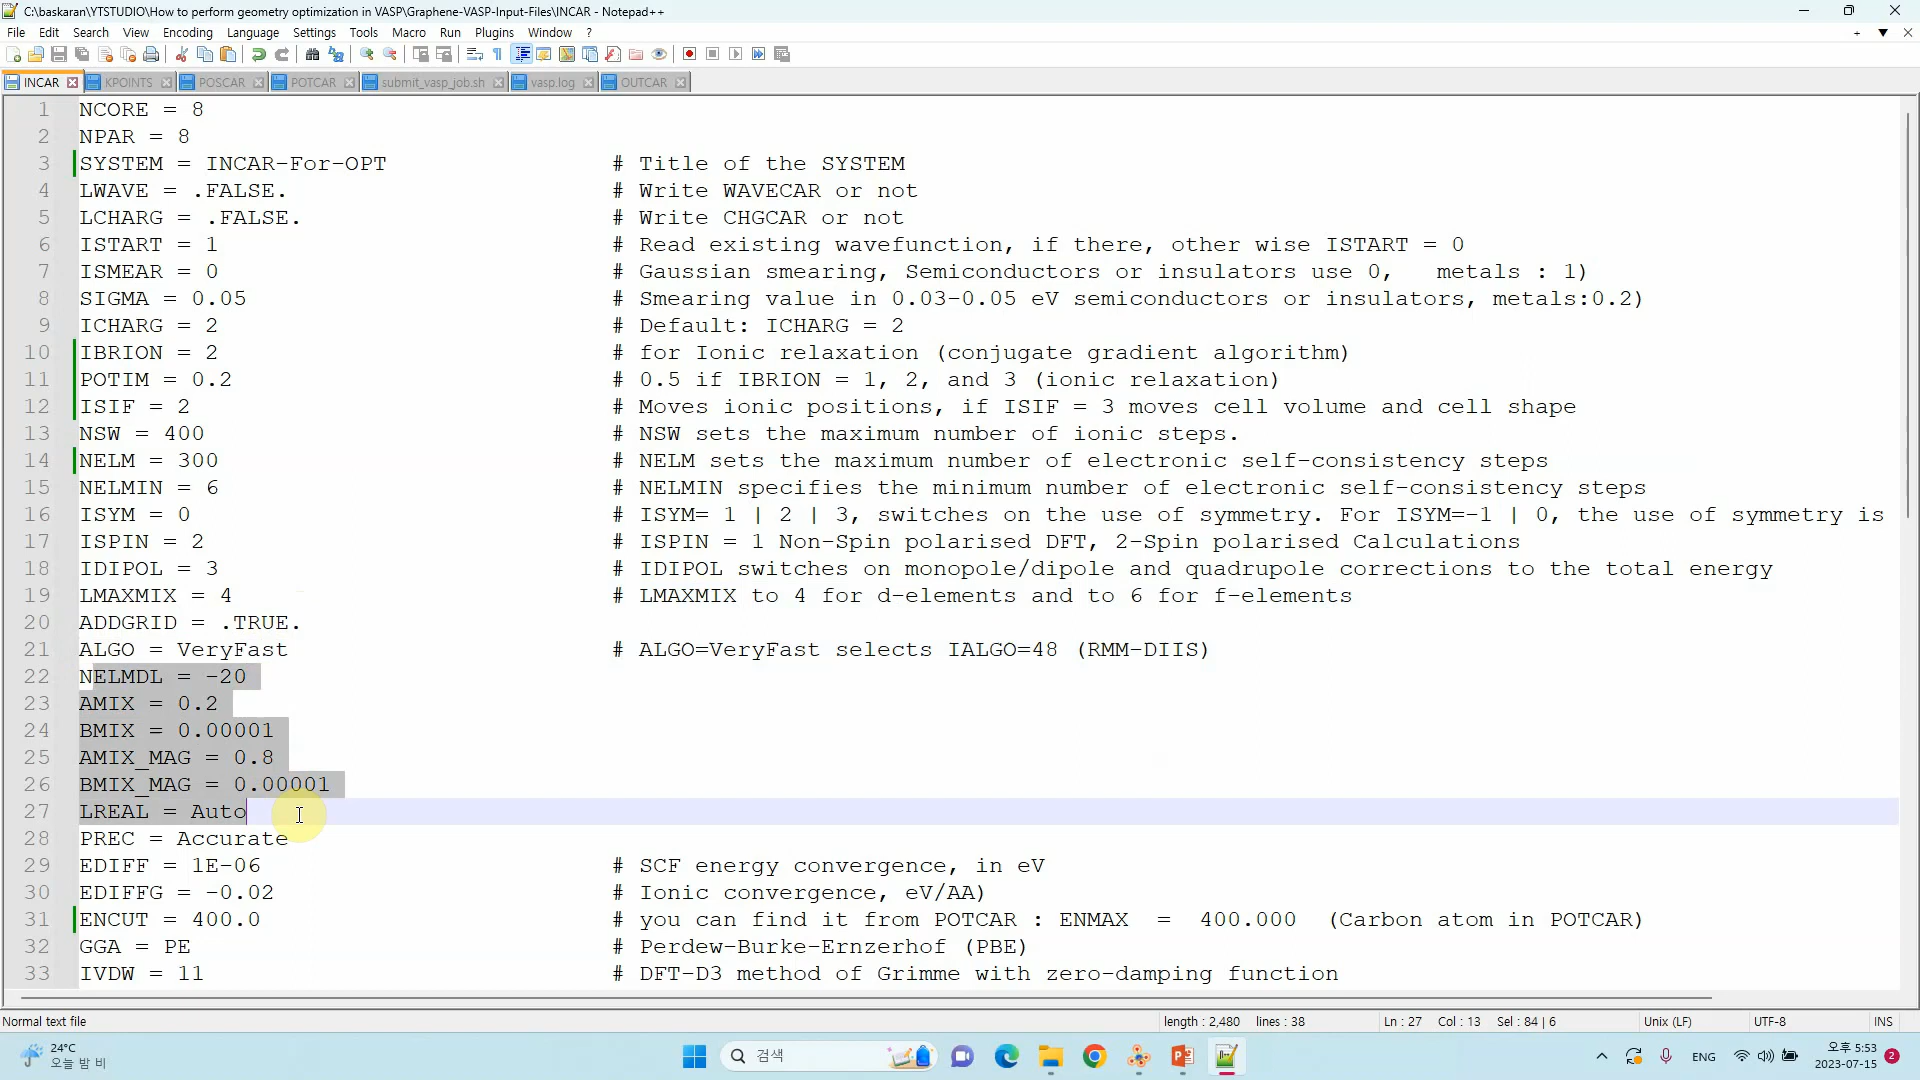 C:\baskaran\YTSTUDIO\How to perform geometry optimization in VASP\Graphene-VASP-Input-Files\INCAR - Notepad++
File Edit Search View Encoding Language Settings Tools Macro Run Plugins Window ?
INCAR KPOINTS POSCAR POTCAR submit_vasp_job.sh vasp.log OUTCAR
1 NCORE = 8
2 NPAR = 8
3 SYSTEM = INCAR-For-OPT # Title of the SYSTEM
4 LWAVE = .FALSE. # Write WAVECAR or not
5 LCHARG = .FALSE. # Write CHGCAR or not
6 ISTART = 1 # Read existing wavefunction, if there, other wise ISTART = 0
7 ISMEAR = 0 # Gaussian smearing, Semiconductors or insulators use 0, metals : 1)
8 SIGMA = 0.05 # Smearing value in 0.03-0.05 eV semiconductors or insulators, metals:0.2)
9 ICHARG = 2 # Default: ICHARG = 2
10 IBRION = 2 # for Ionic relaxation (conjugate gradient algorithm)
11 POTIM = 0.2 # 0.5 if IBRION = 1, 2, and 3 (ionic relaxation)
12 ISIF = 2 # Moves ionic positions, if ISIF = 3 moves cell volume and cell shape
13 NSW = 400 # NSW sets the maximum number of ionic steps.
14 NELM = 300 # NELM sets the maximum number of electronic self-consistency steps
15 NELMIN = 6 # NELMIN specifies the minimum number of electronic self-consistency steps
16 ISYM = 0 # ISYM= 1 | 2 | 3, switches on the use of symmetry. For ISYM=-1 | 0, the use of symmetry is
17 ISPIN = 2 # ISPIN = 1 Non-Spin polarised DFT, 2-Spin polarised Calculations
18 IDIPOL = 3 # IDIPOL switches on monopole/dipole and quadrupole corrections to the total energy
19 LMAXMIX = 4 # LMAXMIX to 4 for d-elements and to 6 for f-elements
20 ADDGRID = .TRUE.
21 ALGO = VeryFast # ALGO=VeryFast selects IALGO=48 (RMM-DIIS)
22 NELMDL = -20
23 AMIX = 0.2
24 BMIX = 0.00001
25 AMIX_MAG = 0.8
26 BMIX_MAG = 0.00001
27 LREAL = Auto
28 PREC = Accurate
29 EDIFF = 1E-06 # SCF energy convergence, in eV
30 EDIFFG = -0.02 # Ionic convergence, eV/AA)
31 ENCUT = 400.0 # you can find it from POTCAR : ENMAX = 400.000 (Carbon atom in POTCAR)
32 GGA = PE # Perdew-Burke-Ernzerhof (PBE)
33 IVDW = 11 # DFT-D3 method of Grimme with zero-damping function
Normal text file length : 2,480 lines : 38 Ln : 27 Col : 13 Sel : 84 | 6 Unix (LF) UTF-8 INS
24°C
오늘 밤 비
검색
ENG
오후 5:53
2023-07-15
2